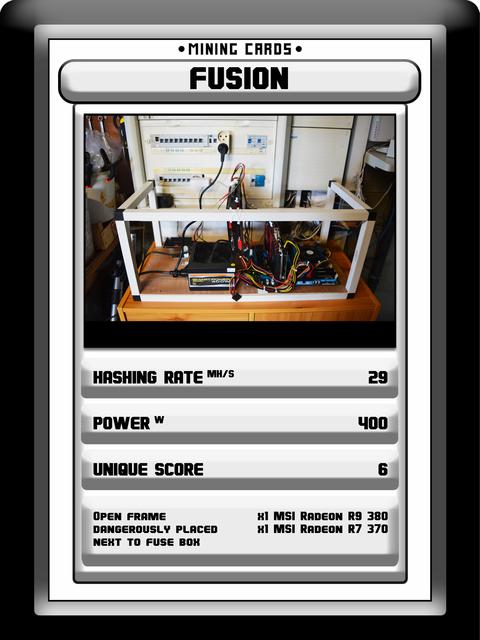 •MINING CARDS•
FUSION
HASHING RATE MH/S 29
POWER W 400
UNIQUE SCORE 6
OPEN FRAME x1 MSI RADEON R9 380
DANGEROUSLY PLACED x1 MSI RADEON R7 370
NEXT TO FUSE BOX